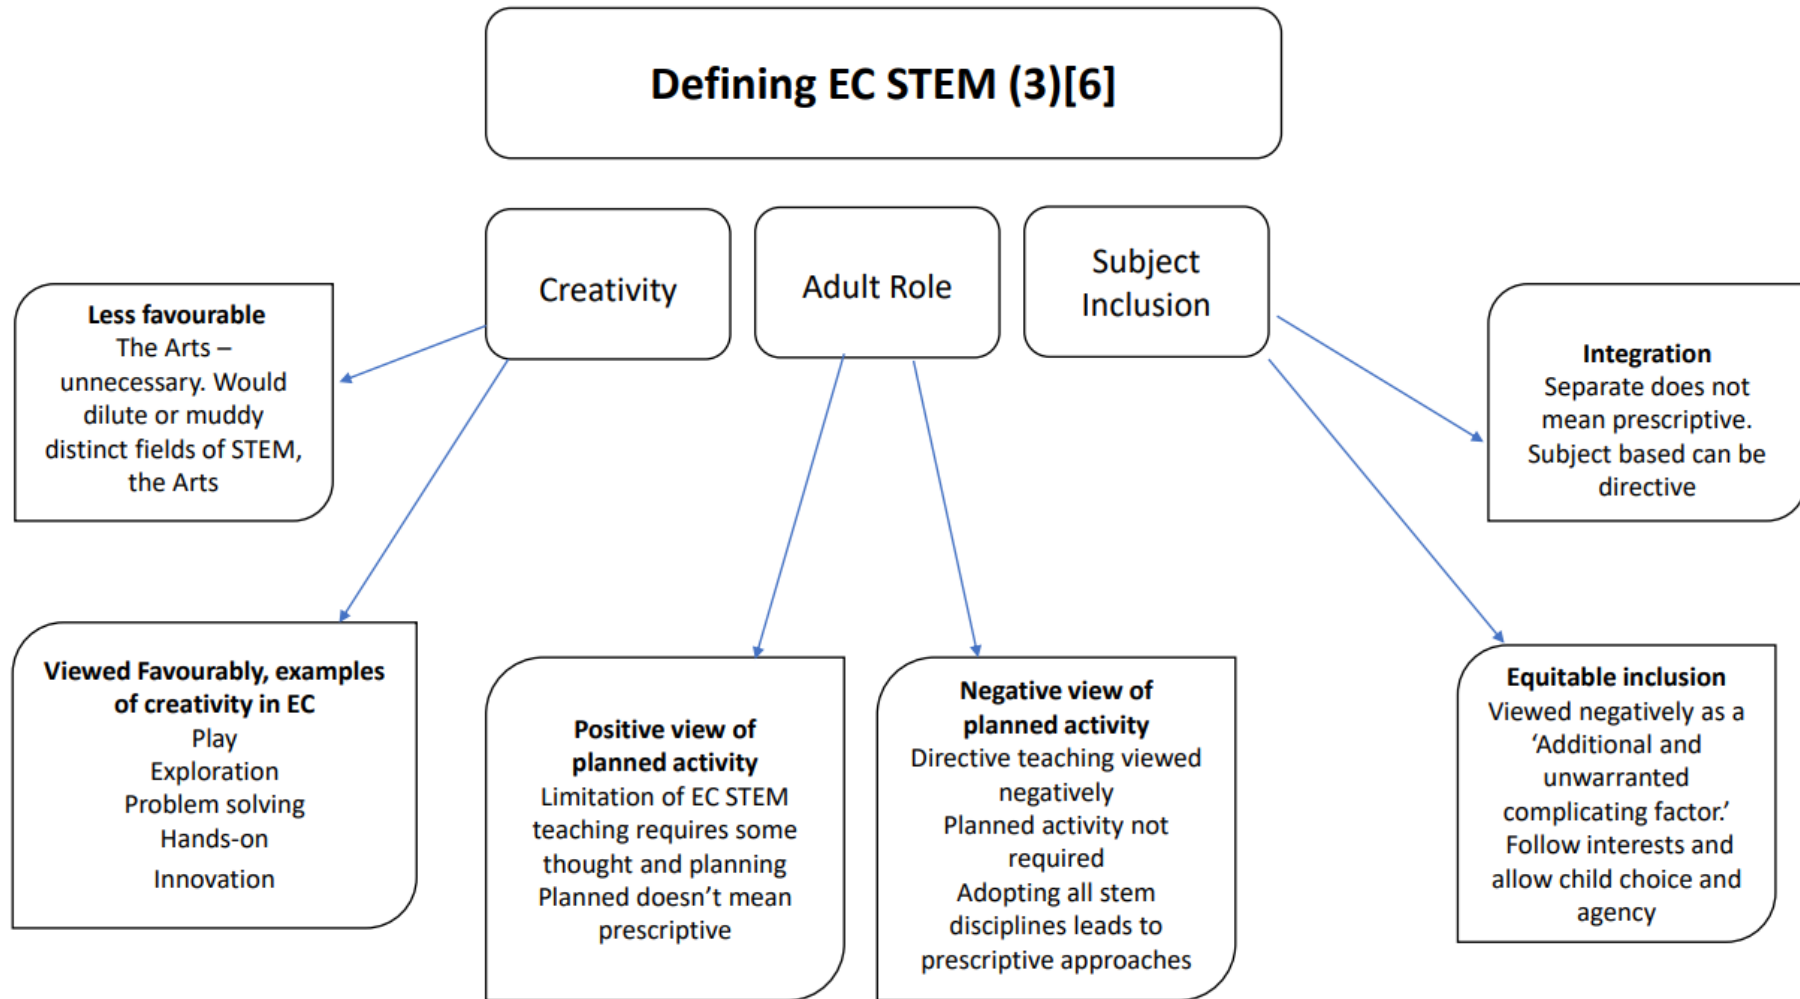 Defining EC STEM (3)[6]
Creativity
Adult Role
Subject
Inclusion
Less favourable
The Arts –
unnecessary. Would
dilute or muddy
distinct fields of STEM,
the Arts
Integration
Separate does not
mean prescriptive.
Subject based can be
directive
Viewed Favourably, examples
of creativity in EC
Play
Exploration
Problem solving
Hands-on
Innovation
Positive view of
planned activity
Limitation of EC STEM
teaching requires some
thought and planning
Planned doesn’t mean
prescriptive
Negative view of
planned activity
Directive teaching viewed
negatively
Planned activity not
required
Adopting all stem
disciplines leads to
prescriptive approaches
Equitable inclusion
Viewed negatively as a
‘Additional and
unwarranted
complicating factor.’
Follow interests and
allow child choice and
agency